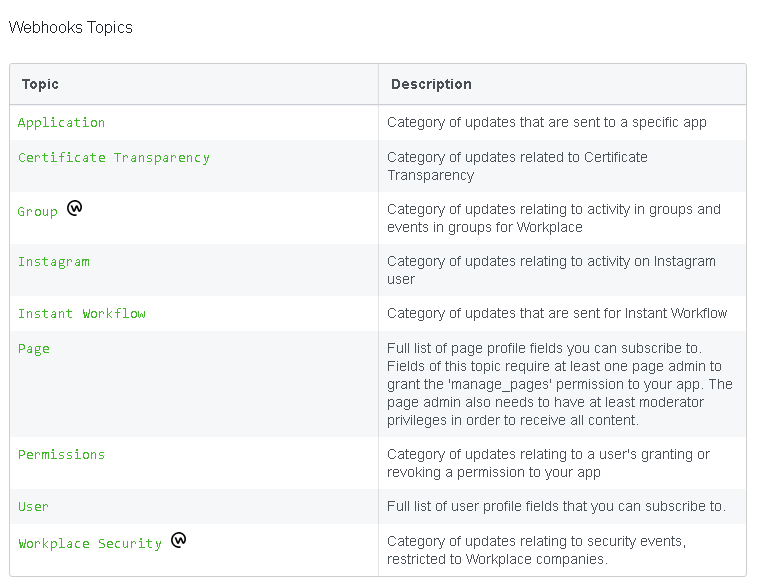 Webhooks Topics
Topic Description
Application Category of updates that are sent to a specific app
Certificate Transparency Category of updates related to Certificate
Transparency
Group Category of updates relating to activity in groups and
events in groups for Workplace
Instagram Category of updates relating to activity on Instagram
user
Instant Workflow Category of updates that are sent for Instant Workflow
Page Full list of page profile fields you can subscribe to.
Fields of this topic require at least one page admin to
grant the 'manage_pages' permission to your app. The
page admin also needs to have at least moderator
privileges in order to receive all content.
Permissions Category of updates relating to a user's granting or
revoking a permission to your app
User Full list of user profile fields that you can subscribe to.
Workplace Security Category of updates relating to security events,
restricted to Workplace companies.